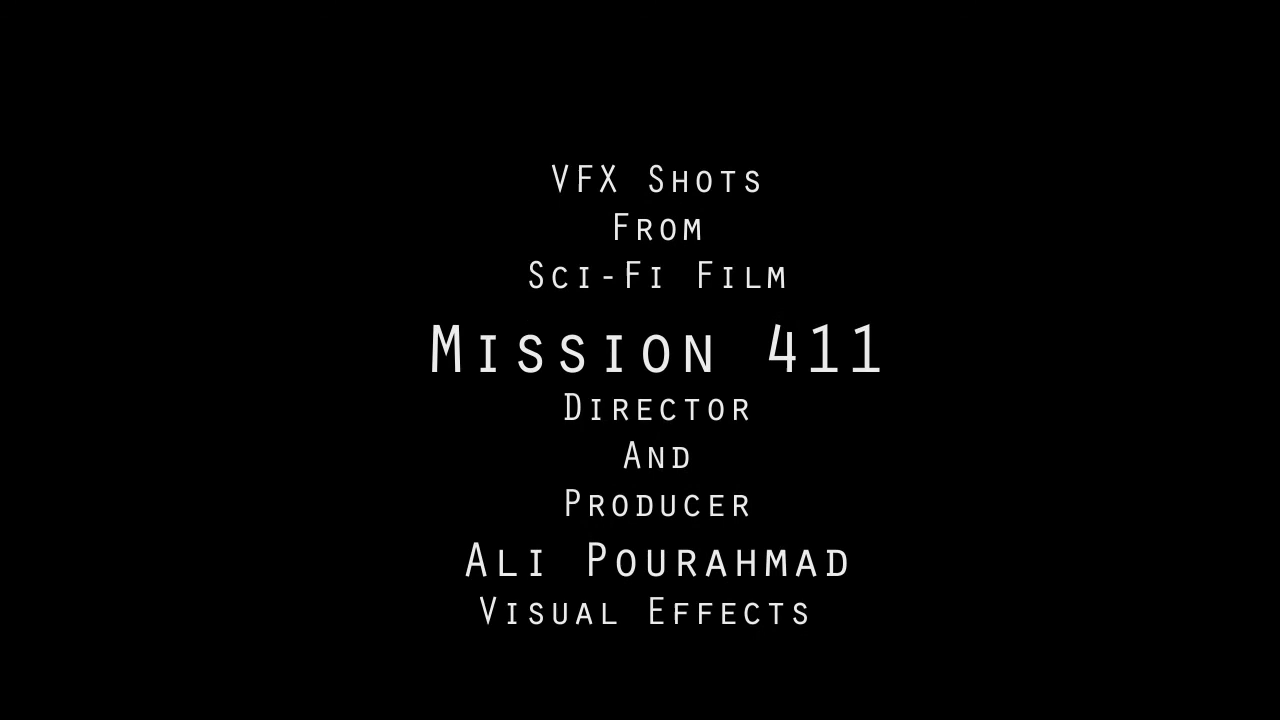 VFX Shots
From
Sci-Fi Film
Mission 411
Director
And
Producer
Ali Pourahmad
Visual Effects